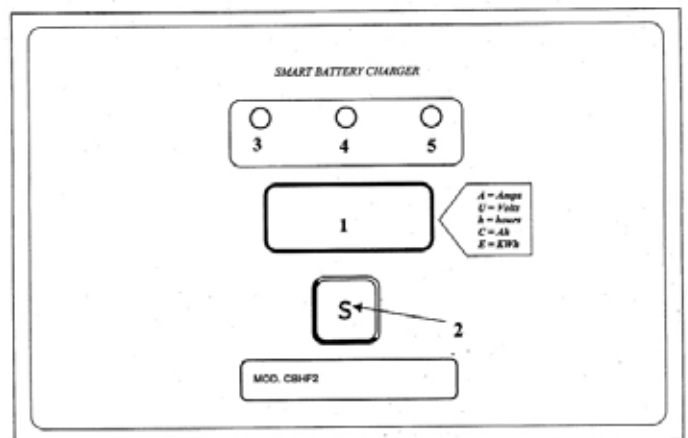 SMART BATTERY CHARGER
3 4 5
1
A = Amps
U = Volts
h = hours
C = Ah
E = KWh
S
2
MOD. CBHF2